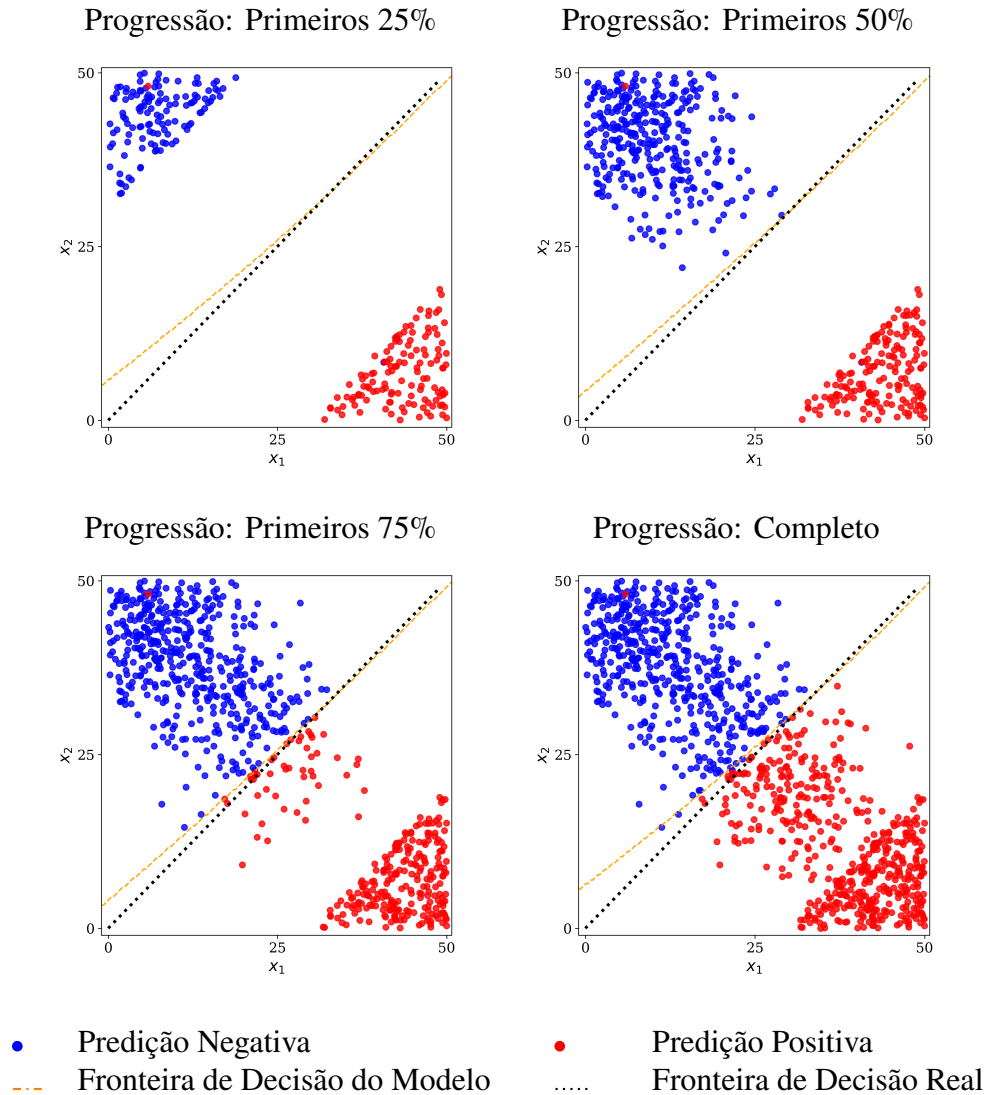 Progressão: Primeiros 25%
Progressão: Primeiros 50%
50
25
0
x₂
0
25
50
x₁
50
25
0
x₂
0
25
50
x₁
Progressão: Primeiros 75%
Progressão: Completo
50
25
0
x₂
0
25
50
x₁
50
25
0
x₂
0
25
50
x₁
Predição Negativa
Predição Positiva
Fronteira de Decisão do Modelo
Fronteira de Decisão Real